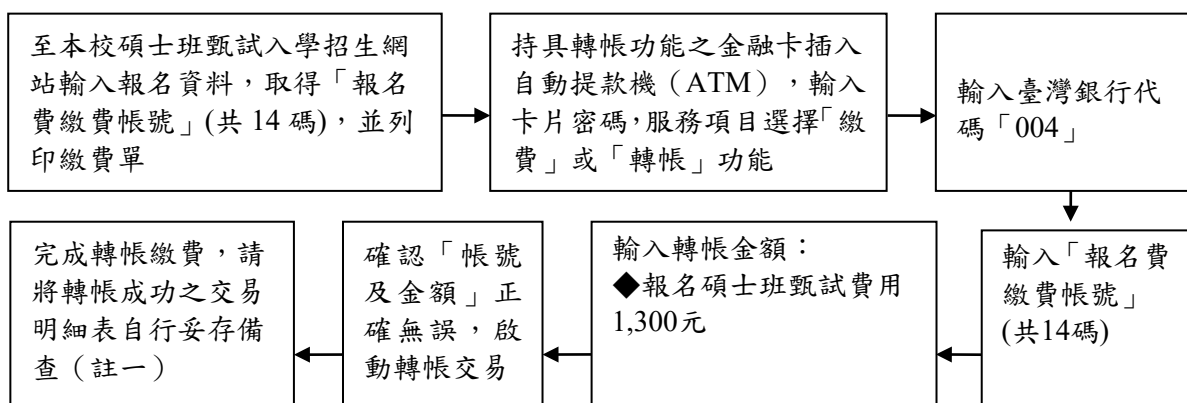 至本校碩士班甄試入學招生網
站輸入報名資料，取得「報名
費繳費帳號」(共 14 碼)，並列
印繳費單
持具轉帳功能之金融卡插入
自動提款機（ATM），輸入
卡片密碼，服務項目選擇「繳
費」或「轉帳」功能
輸入臺灣銀行代
碼「004」
輸入「報名費
繳費帳號」
(共14碼)
輸入轉帳金額：
◆報名碩士班甄試費用
1,300元
確認「帳號
及金額」正
確無誤，啟
動轉帳交易
完成轉帳繳費，請
將轉帳成功之交易
明細表自行妥存備
查（註一）